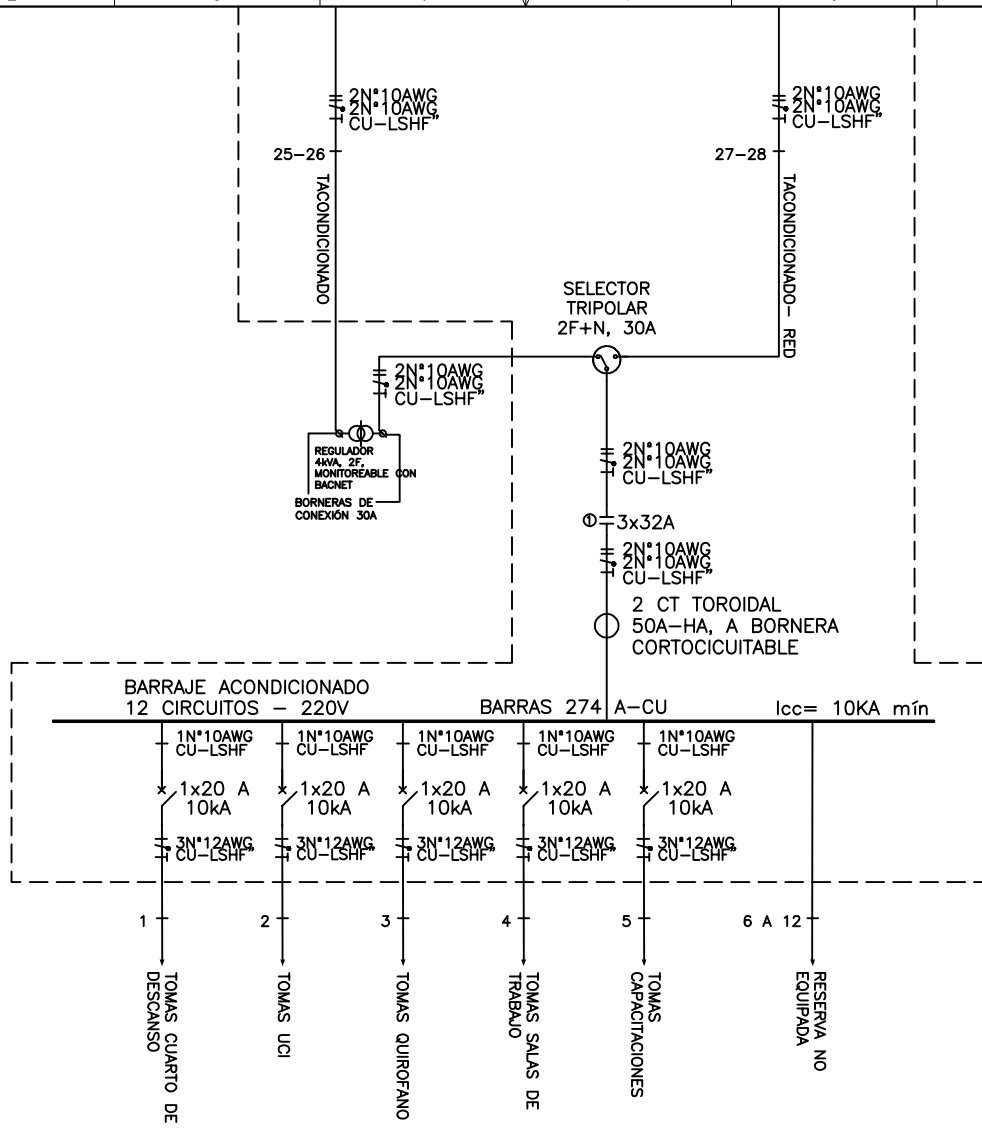 2N°10AWG
2N°10AWG
CU-LSHF"
25-26
TACONDICIONADO
2N°10AWG
2N°10AWG
CU-LSHF"
27-28
TACONDICIONADO- RED
SELECTOR
TRIPOLAR
2F+N, 30A
2N°10AWG
2N°10AWG
CU-LSHF"
REGULADOR
4kVA, 2F,
MONITOREABLE CON
BACNET
BORNERAS DE
CONEXIÓN 30A
2N°10AWG
2N°10AWG
CU-LSHF"
1 3x32A
2N°10AWG
2N°10AWG
CU-LSHF"
2 CT TOROIDAL
50A-HA, A BORNERA
CORTOCICUITABLE
BARRAJE ACONDICIONADO
12 CIRCUITOS - 220V
BARRAS 274 A-CU
Icc= 10KA mín
1N°10AWG
CU-LSHF
1x20 A
10kA
3N°12AWG
CU-LSHF"
1
TOMAS CUARTO DE
DESCANSO
1N°10AWG
CU-LSHF
1x20 A
10kA
3N°12AWG
CU-LSHF"
2
TOMAS UCI
1N°10AWG
CU-LSHF
1x20 A
10kA
3N°12AWG
CU-LSHF"
3
TOMAS QUIROFANO
1N°10AWG
CU-LSHF
1x20 A
10kA
3N°12AWG
CU-LSHF"
4
TOMAS SALAS DE
TRABAJO
1N°10AWG
CU-LSHF
1x20 A
10kA
3N°12AWG
CU-LSHF"
5
TOMAS
CAPACITACIONES
6 A 12
RESERVA NO
EQUIPADA